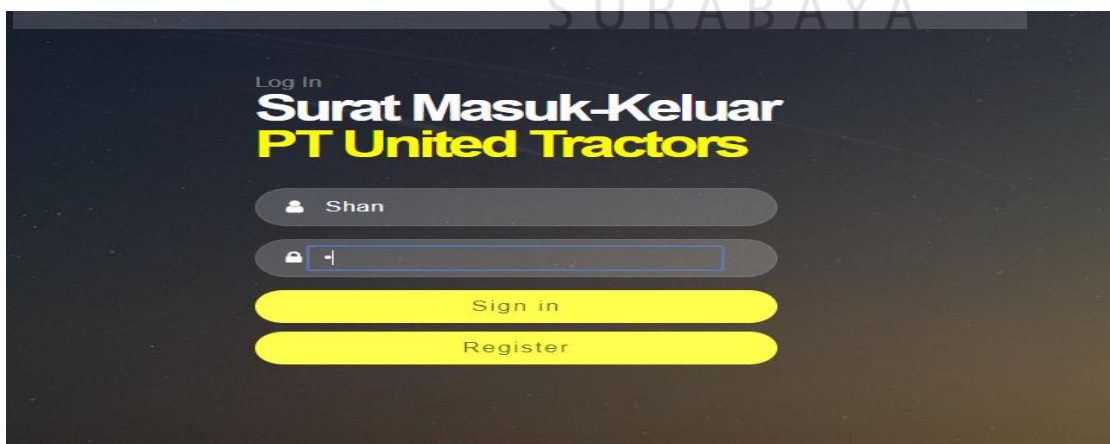 SURABAYA
Log In
Surat Masuk-Keluar
PT United Tractors
Shan
Sign in
Register